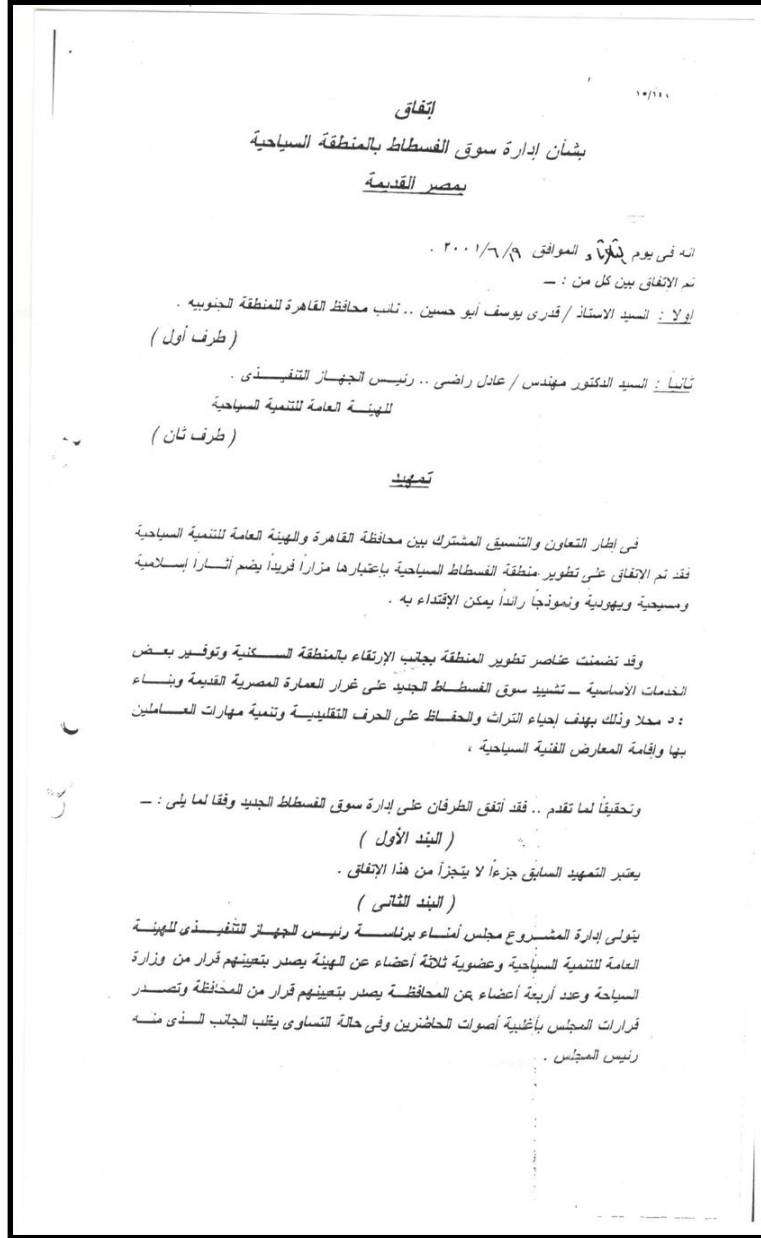 ١٥/١٤١
إتفاق
بشأن إدارة سوق الفسطاط بالمنطقة السياحية
بمصر القديمة
انه فى يوم الموافق ٢٠٠١/٦/١٩ .
تم الإتفاق بين كل من : ــ
اولا : السيد الاستاذ / قدرى يوسف أبو حسين .. نائب محافظ القاهرة للمنطقة الجنوبيه .
( طرف أول )
ثانياً : السيد الدكتور مهندس / عادل راضى .. رئيس الجهاز التنفيذى .
للهيئة العامة للتنمية السياحية
( طرف ثان )
تمهيد
فى إطار التعاون والتنسيق المشترك بين محافظة القاهرة والهيئة العامة للتنمية السياحية
فقد تم الاتفاق على تطوير منطقة الفسطاط السياحية بإعتبارها مزاراً فريداً يضم أثاراً إسلامية
ومسيحية ويهودية ونموذجاً رائداً يمكن الإقتداء به .
وقد تضمنت عناصر تطوير المنطقة بجانب الإرتقاء بالمنطقة السكنية وتوفير بعض
الخدمات الأساسية ــ تشييد سوق الفسطاط الجديد على غرار العمارة المصرية القديمة وبناء
محلا وذلك بهدف إحياء التراث والحفاظ على الحرف التقليدية وتنمية مهارات العاملين
بها وإقامة المعارض الفنية السياحية ،
وتحقيقاً لما تقدم .. فقد أتفق الطرفان على إدارة سوق الفسطاط الجديد وفقا لما يلى : ــ
( البند الأول )
يعتبر التمهيد السابق جزءاً لا يتجزأ من هذا الإتفاق .
( البند الثانى )
يتولى إدارة المشروع مجلس أمناء برئاسة رئيس الجهاز التنفيذى للهيئة
العامة للتنمية السياحية وعضوية ثلاثة أعضاء عن الهيئة يصدر بتعيينهم قرار من وزارة
السياحة وعدد أربعة أعضاء عن المحافظة يصدر بتعيينهم قرار من المحافظة وتصدر
قرارات المجلس بأغلبية أصوات الحاضرين وفى حالة التساوى يغلب الجانب الذى منه
رئيس المجلس .